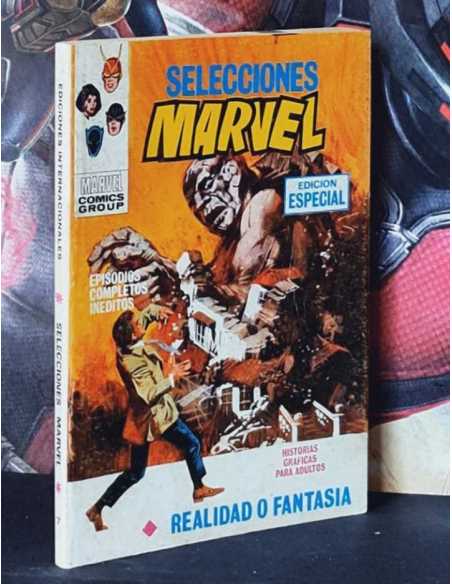 SELECCIONES
MARVEL
MARVEL
COMICS
GROUP
EDICION
ESPECIAL
EPISODIOS
COMPLETOS
INEDITOS
HISTORIAS
GRAFICAS
PARA ADULTOS
REALIDAD O FANTASIA
EDICIONES INTERNACIONALES * SELECCIONES MARVEL * 7